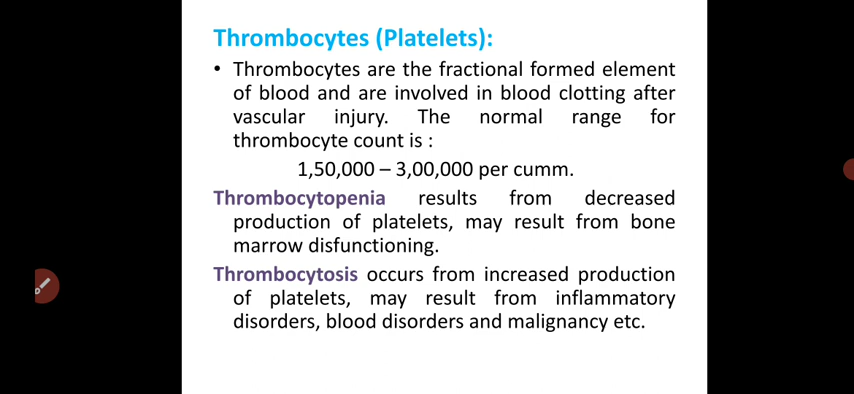 Thrombocytes (Platelets):
• Thrombocytes are the fractional formed element
of blood and are involved in blood clotting after
vascular injury. The normal range for
thrombocyte count is :
1,50,000 – 3,00,000 per cumm.
Thrombocytopenia results from decreased
production of platelets, may result from bone
marrow disfunctioning.
Thrombocytosis occurs from increased production
of platelets, may result from inflammatory
disorders, blood disorders and malignancy etc.